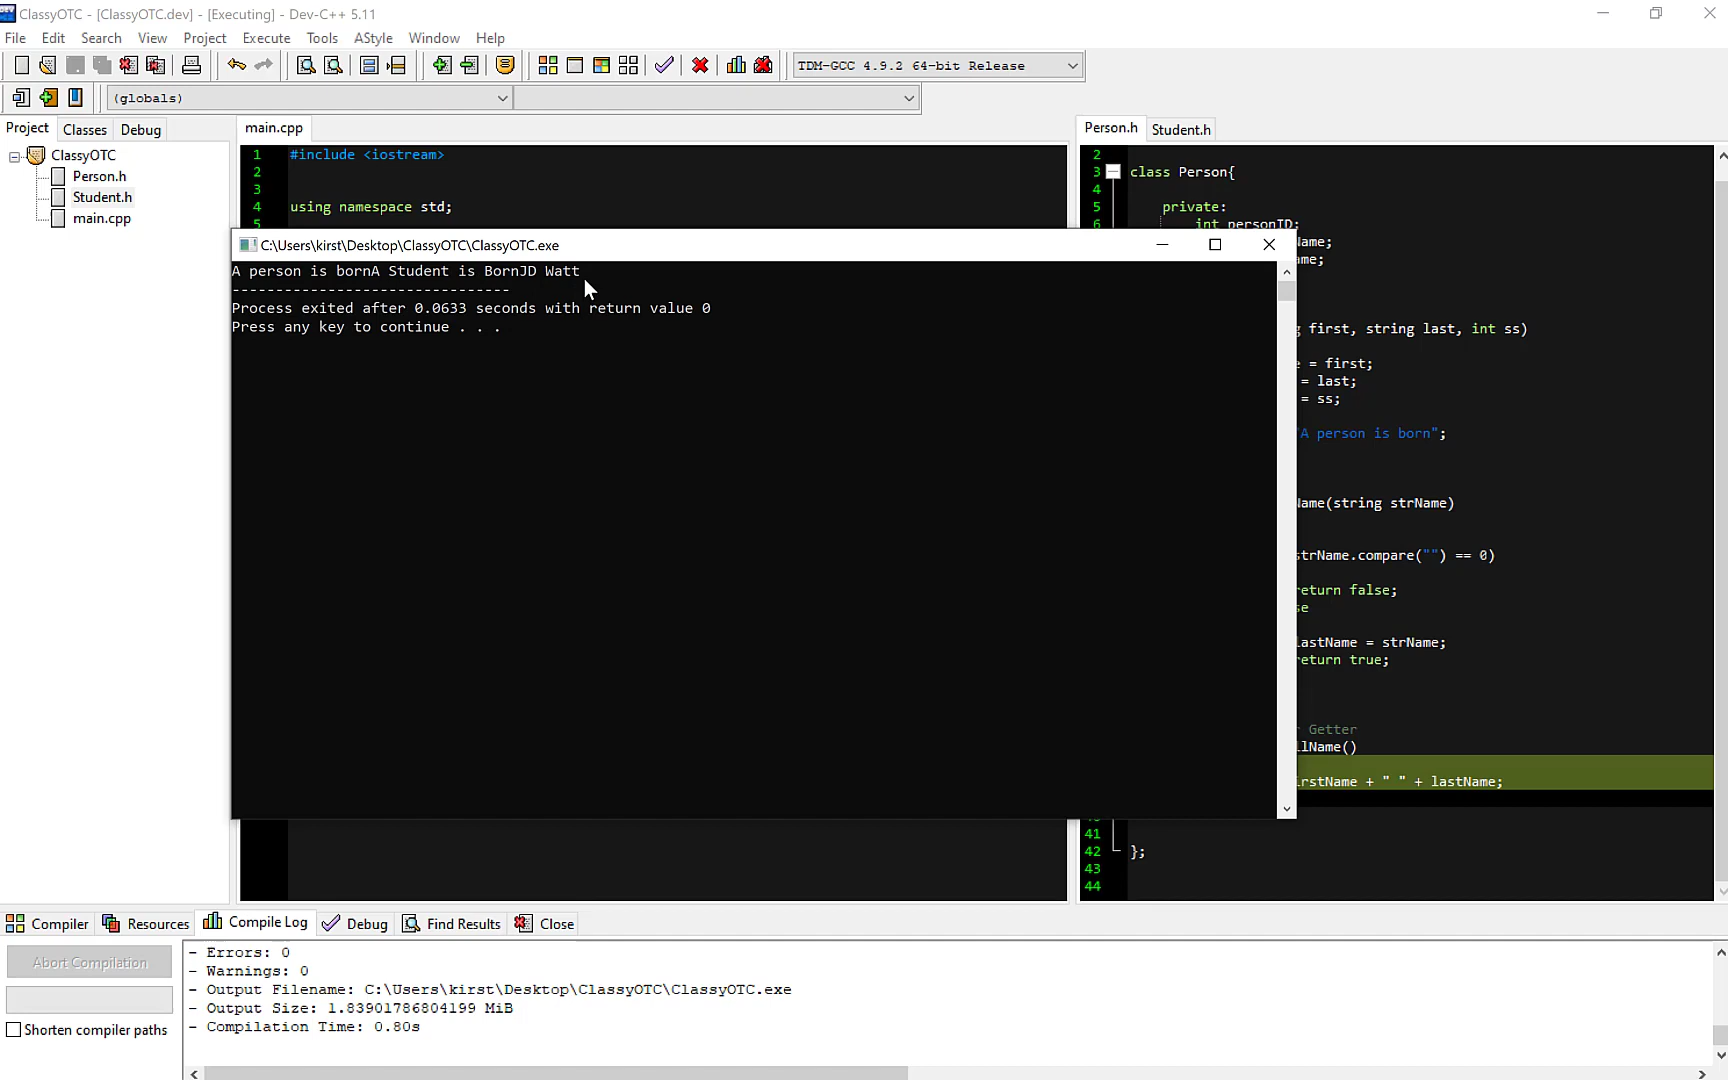 ClassyOTC - [ClassyOTC.dev] - [Executing] - Dev-C++ 5.11
File Edit Search View Project Execute Tools AStyle Window Help
TDM-GCC 4.9.2 64-bit Release
(globals)
Project Classes Debug
main.cpp
Person.h Student.h
ClassyOTC
Person.h
Student.h
main.cpp
1 #include <iostream>
2
3
4 using namespace std;
5
2
3 class Person{
4
5 private:
6 int personID;
ame;
me;
C:\Users\kirst\Desktop\ClassyOTC\ClassyOTC.exe
A person is bornA Student is BornJD Watt
--------------------------------
Process exited after 0.0633 seconds with return value 0
Press any key to continue . . .
g first, string last, int ss)
e = first;
= last;
= ss;
"A person is born";
Name(string strName)
strName.compare("") == 0)
return false;
se
lastName = strName;
return true;
r Getter
llName()
irstName + " " + lastName;
41
42 };
43
44
Compiler Resources Compile Log Debug Find Results Close
Abort Compilation
Shorten compiler paths
- Errors: 0
- Warnings: 0
- Output Filename: C:\Users\kirst\Desktop\ClassyOTC\ClassyOTC.exe
- Output Size: 1.83901786804199 MiB
- Compilation Time: 0.80s